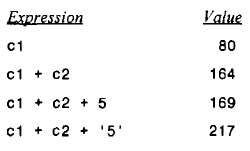 Expression Value
c1 80
c1 + c2 164
c1 + c2 + 5 169
c1 + c2 + '5' 217